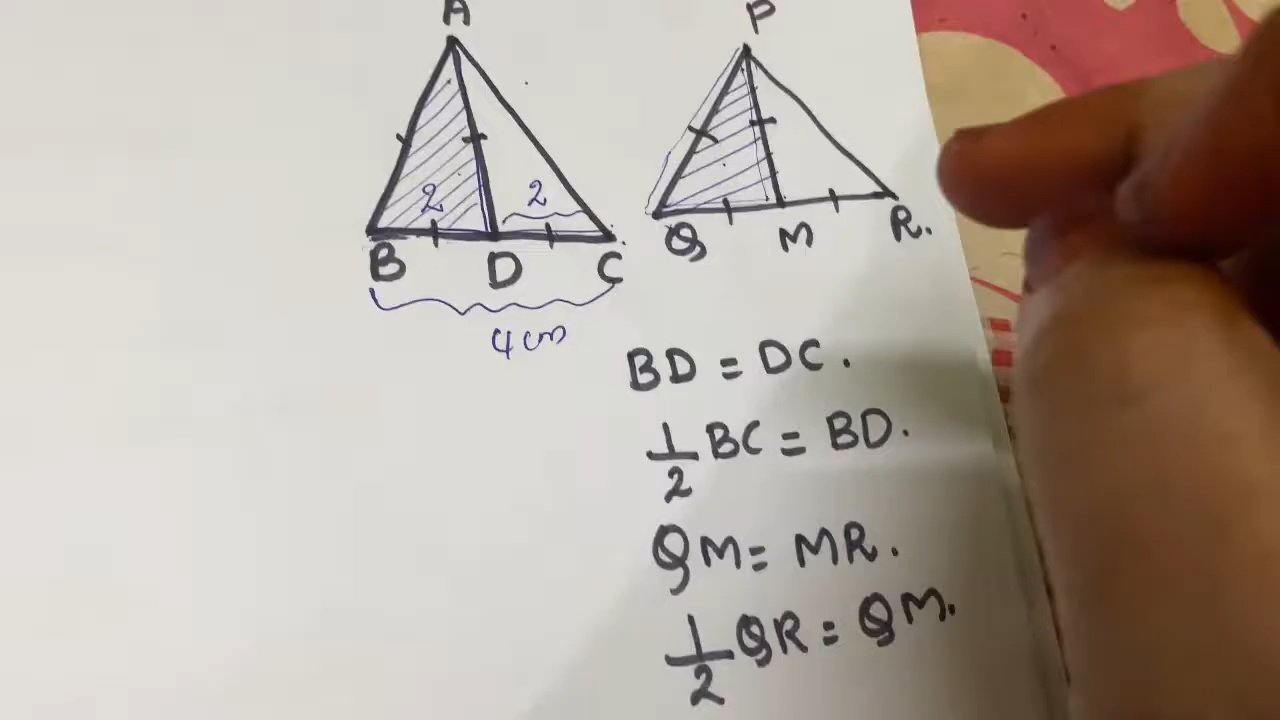 A P
2 2
B D C Q M R.
4 cm
BD = DC.
1/2 BC = BD.
QM = MR.
1/2 QR = QM.